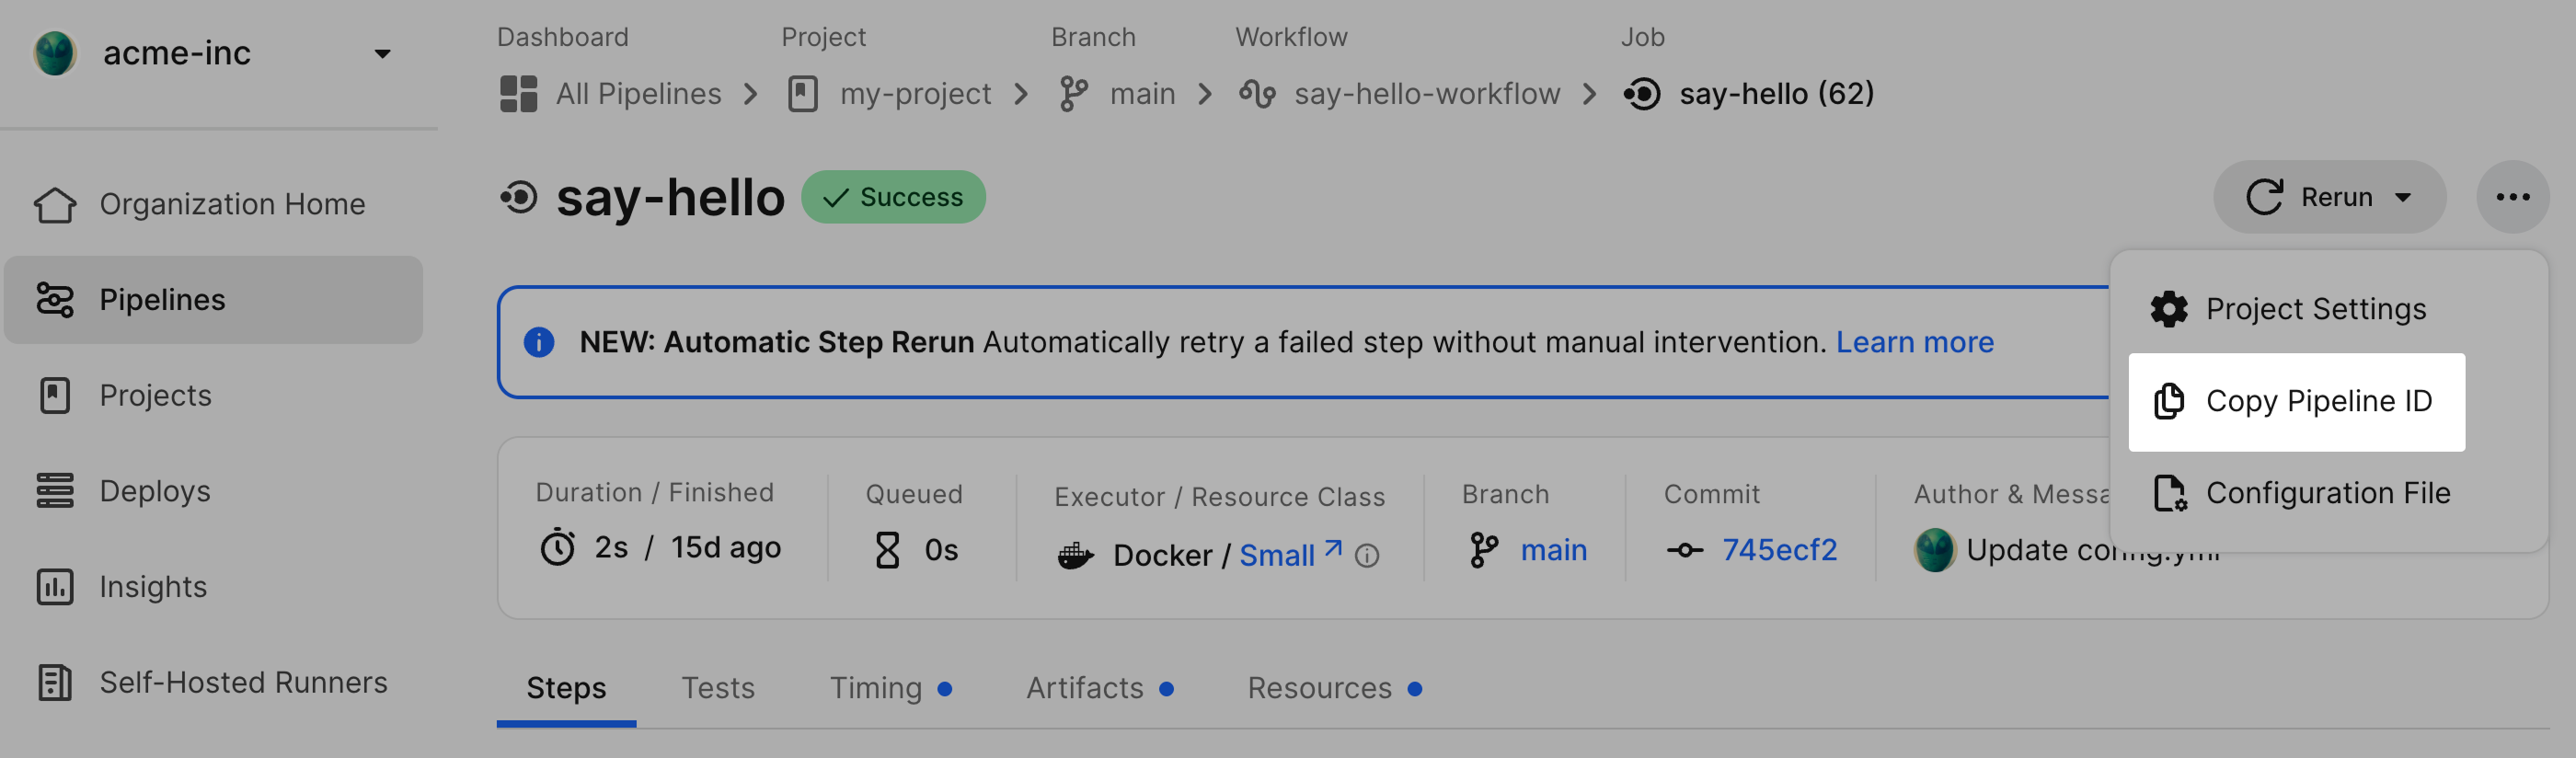 acme-inc
Organization Home
Pipelines
Projects
Deploys
Insights
Self-Hosted Runners
Dashboard Project Branch Workflow Job
All Pipelines my-project main say-hello-workflow say-hello (62)
say-hello Success Rerun
NEW: Automatic Step Rerun Automatically retry a failed step without manual intervention. Learn more
Project Settings
Copy Pipeline ID
Configuration File
Duration / Finished Queued Executor / Resource Class Branch Commit Author & Messa
2s / 15d ago 0s Docker / Small main 745ecf2 Update config.yml
Steps Tests Timing Artifacts Resources